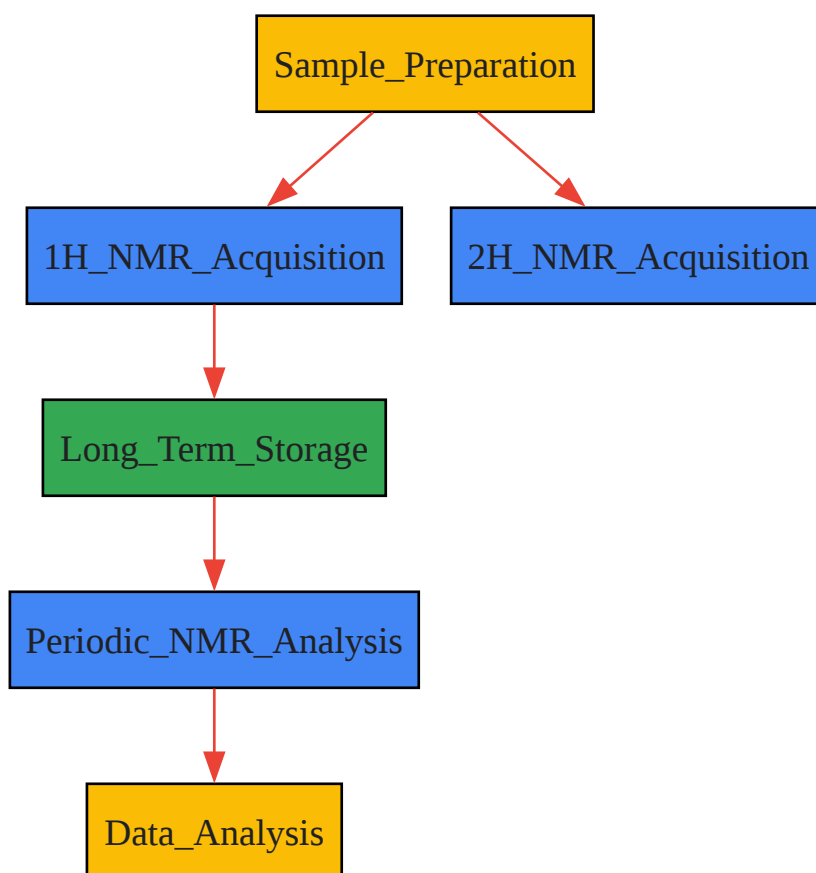 Sample_Preparation
1H_NMR_Acquisition
2H_NMR_Acquisition
Long_Term_Storage
Periodic_NMR_Analysis
Data_Analysis